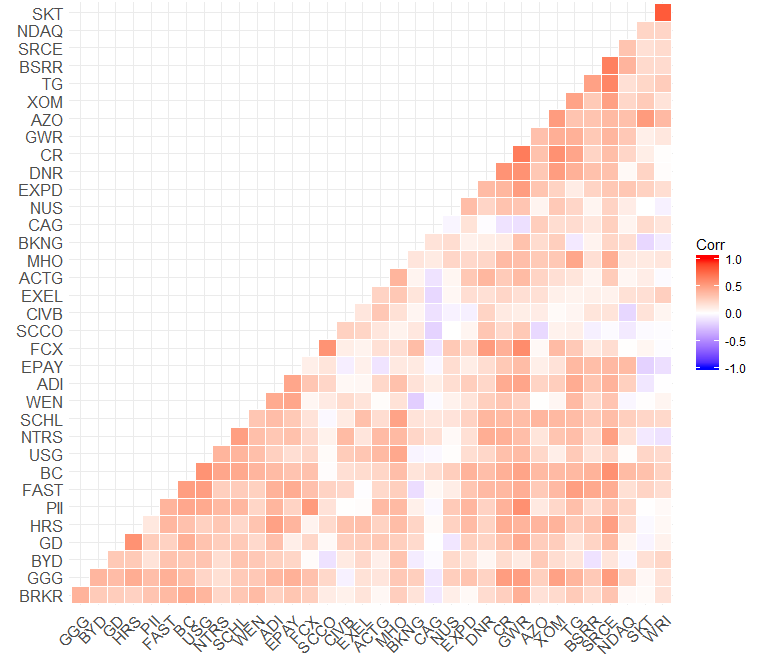 SKT
NDAQ
SRCE
BSRR
TG
XOM
AZO
GWR
CR
DNR
EXPD
NUS
CAG
BKNG
MHO
ACTG
EXEL
CIVB
SCCO
FCX
EPAY
ADI
WEN
SCHL
NTRS
USG
BC
FAST
PII
HRS
GD
BYD
GGG
BRKR
GGG BYD GD HRS PII FAST BC USG NTRS SCHL WEN ADI EPAY FCX SCCO CIVB EXEL ACTG MHO BKNG CAG NUS EXPD DNR CR GWR AZO XOM TG BSRR SRCE NDAQ SKT WRI
Corr
1.0
0.5
0.0
-0.5
-1.0